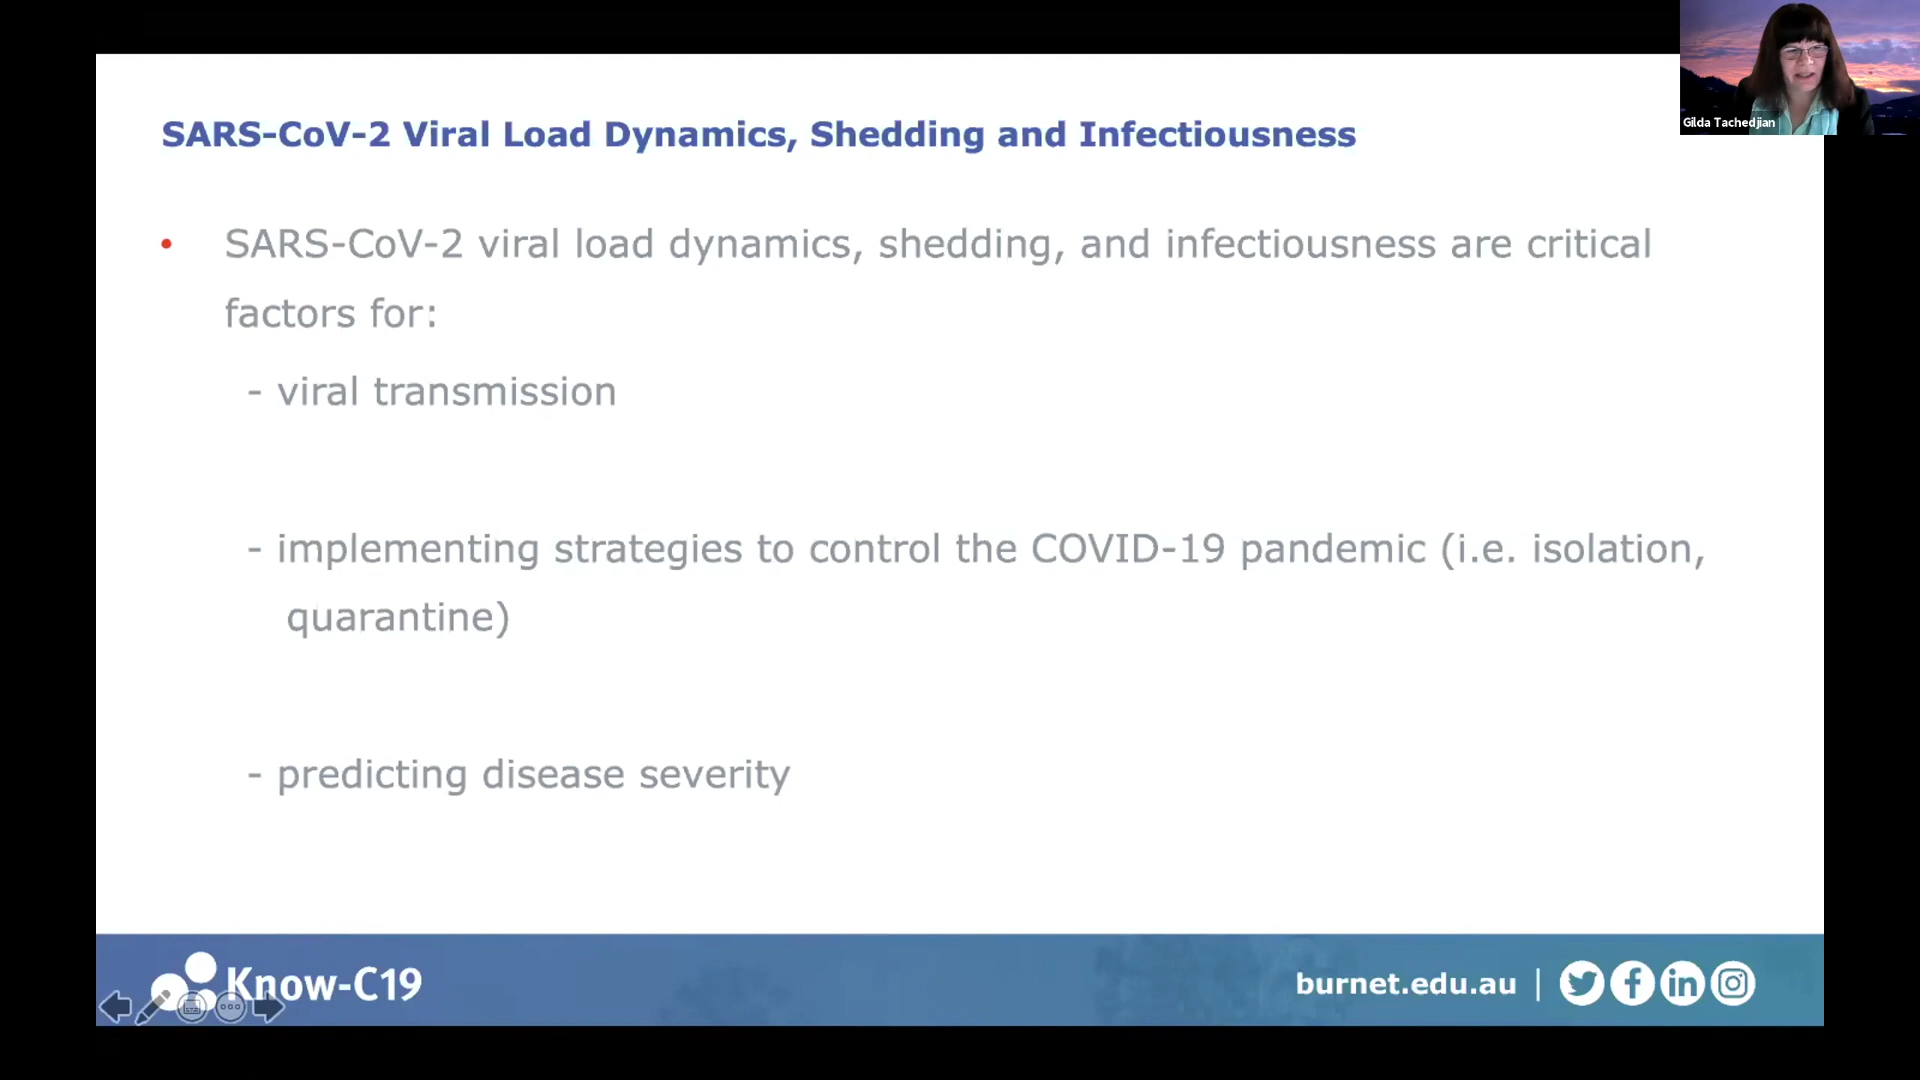 Gilda Tachedjian
SARS-CoV-2 Viral Load Dynamics, Shedding and Infectiousness
• SARS-CoV-2 viral load dynamics, shedding, and infectiousness are critical
factors for:
- viral transmission
- implementing strategies to control the COVID-19 pandemic (i.e. isolation,
quarantine)
- predicting disease severity
Know-C19
burnet.edu.au |